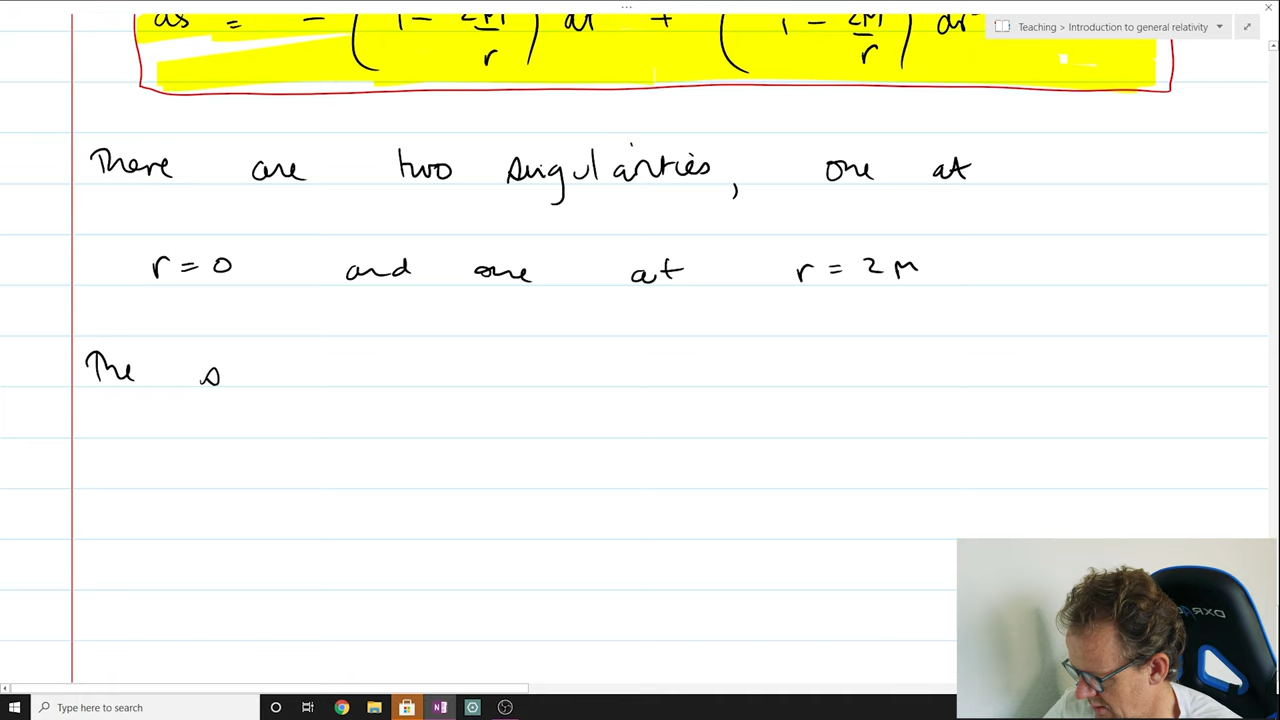 Teaching > Introduction to general relativity
There are two singularities, one at
r = 0 and one at r = 2M
The s
Type here to search